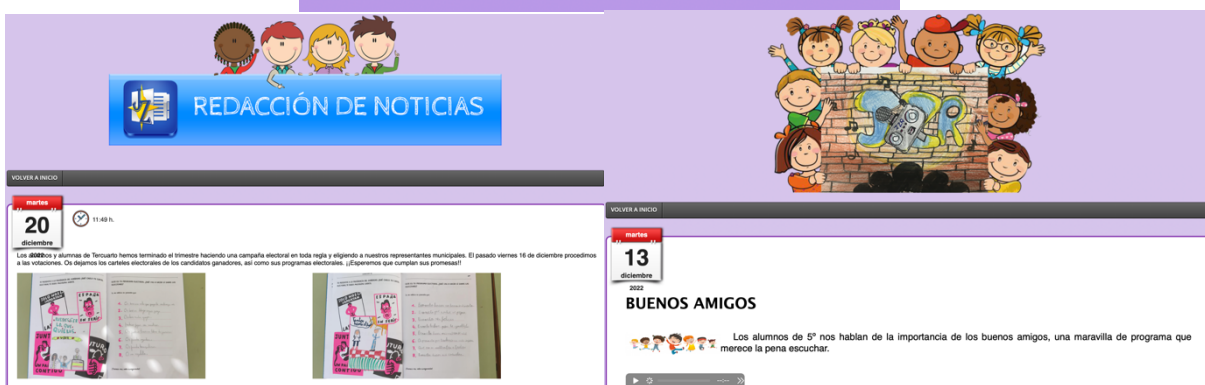 REDACCIÓN DE NOTICIAS
VOLVER A INICIO
martes
20
diciembre
2022
11:49 h.
Los alumnos y alumnas de Tercuarto hemos terminado el trimestre haciendo una campaña electoral en toda regla y eligiendo a nuestros representantes municipales. El pasado viernes 16 de diciembre procedimos
a las votaciones. Os dejamos los carteles electorales de los candidatos ganadores, así como sus programas electorales. ¡¡Esperemos que cumplan sus promesas!!
VOLVER A INICIO
martes
13
diciembre
2022
BUENOS AMIGOS
Los alumnos de 5º nos hablan de la importancia de los buenos amigos, una maravilla de programa que
merece la pena escuchar.